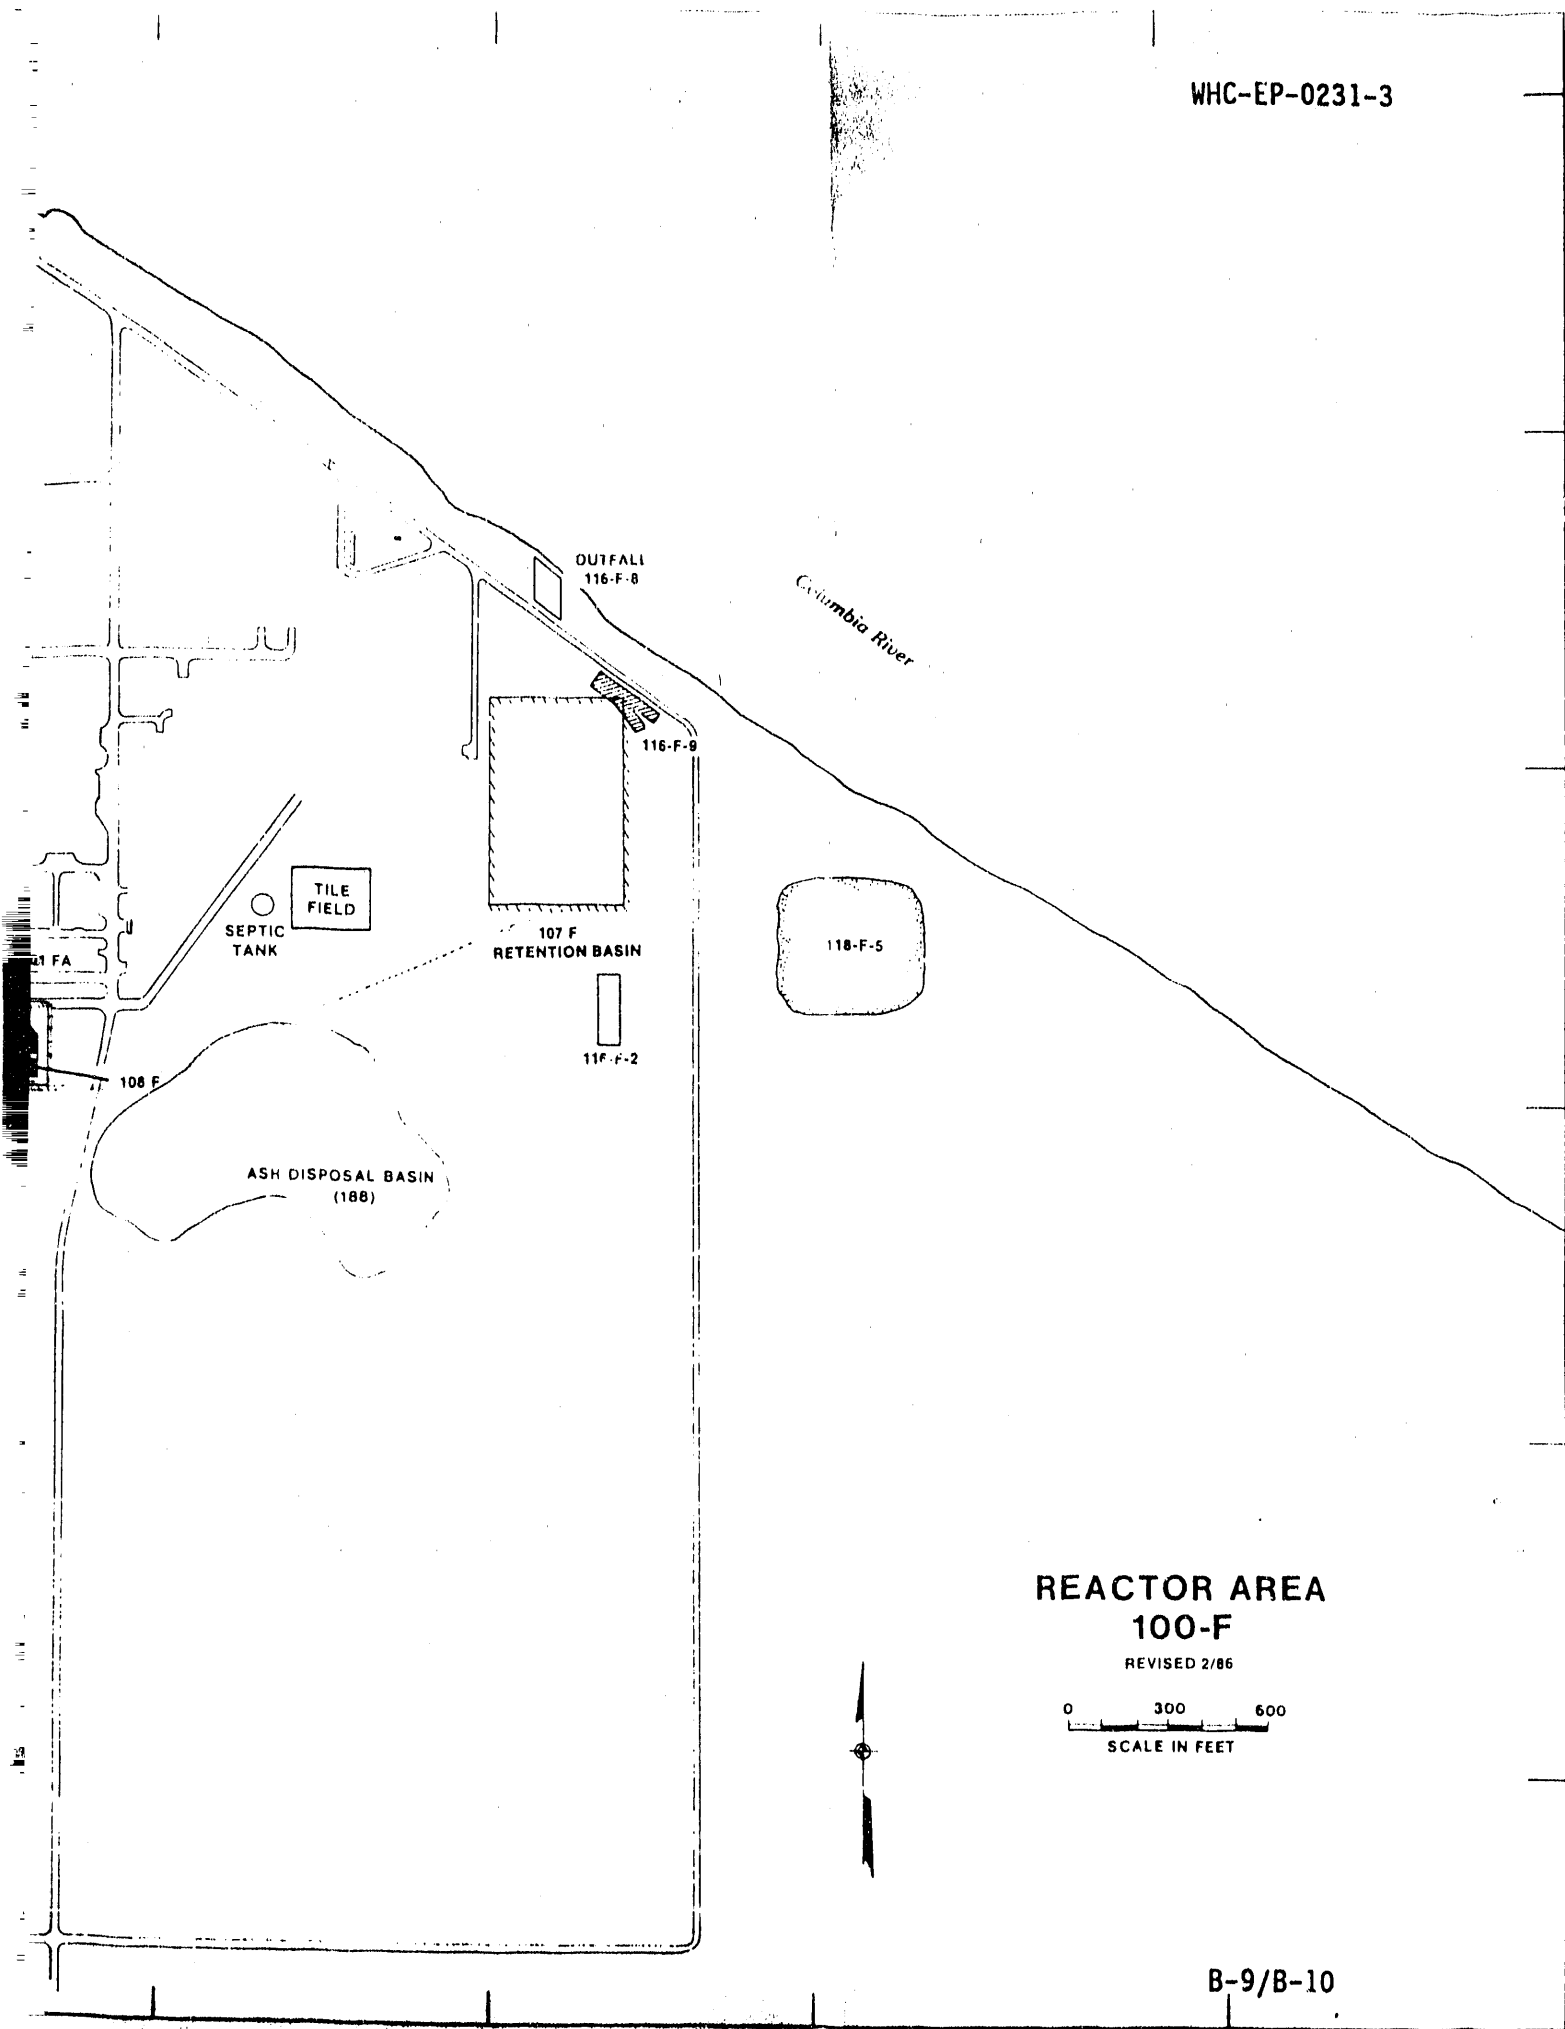 WHC-EP-0231-3
OUTFALL
116-F-8
Columbia River
116-F-9
TILE
FIELD
SEPTIC
TANK
107 F
RETENTION BASIN
118-F-5
1 FA
116-F-2
108 F
ASH DISPOSAL BASIN
(188)
REACTOR AREA
100-F
REVISED 2/86
0 300 600
SCALE IN FEET
B-9/B-10